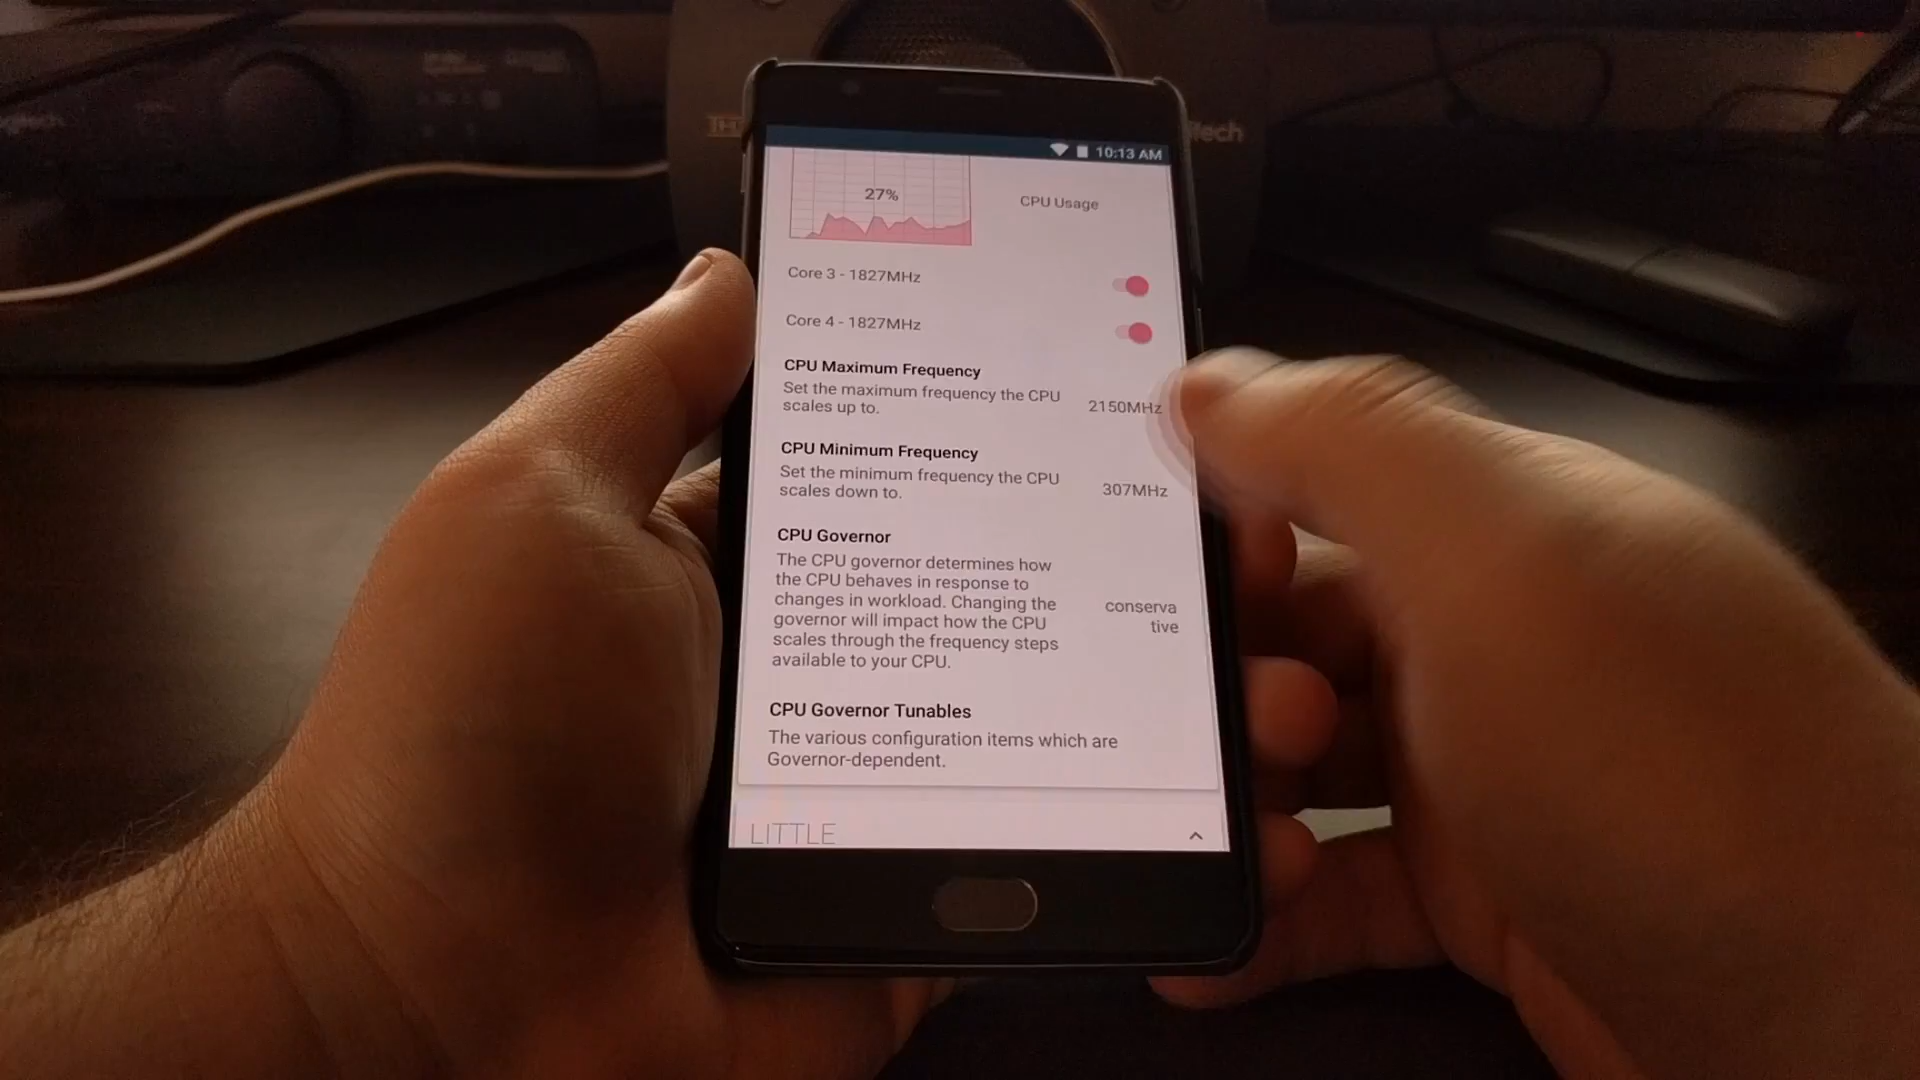 10:13 AM
27%
CPU Usage
Core 3 - 1827MHz
Core 4 - 1827MHz
CPU Maximum Frequency
Set the maximum frequency the CPU
scales up to.
2150MHz
CPU Minimum Frequency
Set the minimum frequency the CPU
scales down to.
307MHz
CPU Governor
The CPU governor determines how
the CPU behaves in response to
changes in workload. Changing the
governor will impact how the CPU
scales through the frequency steps
available to your CPU.
conserva
tive
CPU Governor Tunables
The various configuration items which are
Governor-dependent.
LITTLE